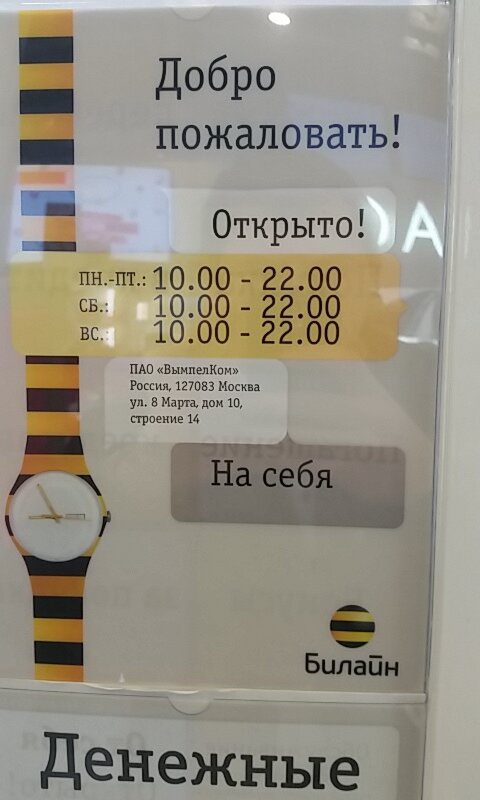 Добро
пожаловать!
Открыто!
ПН.-ПТ.: 10.00 - 22.00
СБ.: 10.00 - 22.00
ВС.: 10.00 - 22.00
ПАО «ВымпелКом»
Россия, 127083 Москва
ул. 8 Марта, дом 10,
строение 14
На себя
Билайн
Денежные